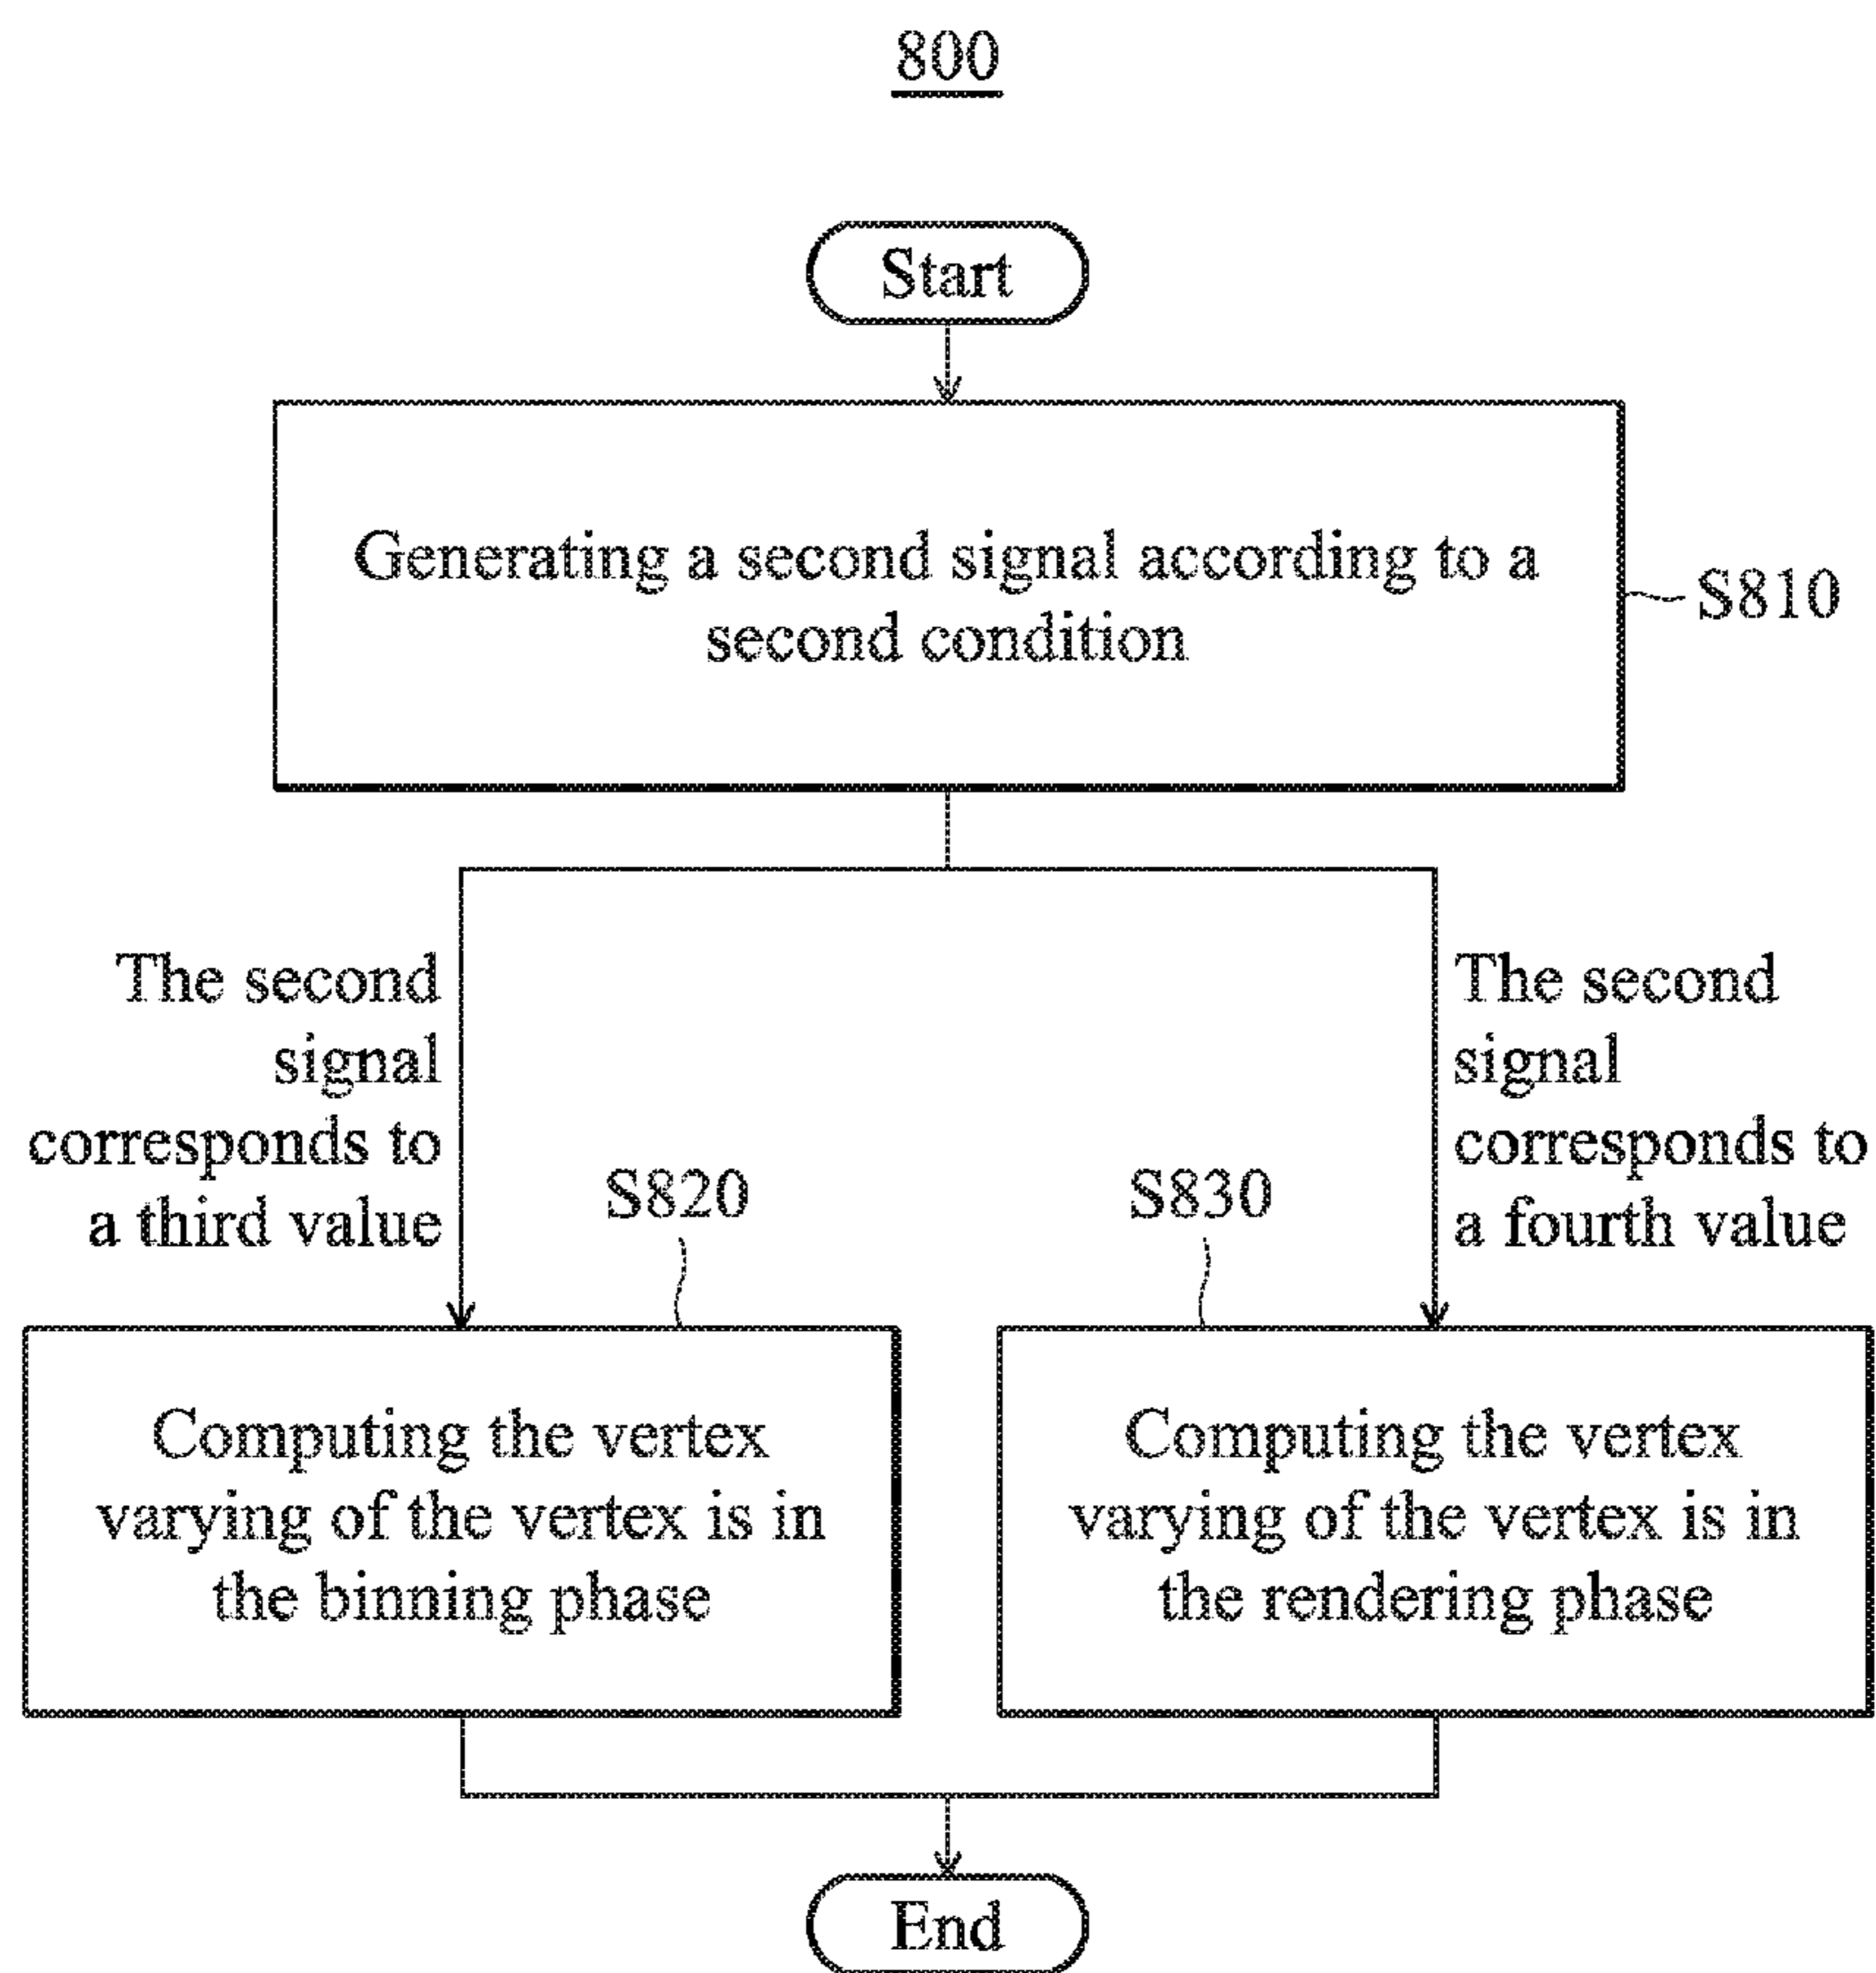 800
Start
Generating a second signal according to a
second condition
S810
The second
signal
corresponds to
a third value
The second
signal
corresponds to
a fourth value
S820
S830
Computing the vertex
varying of the vertex is in
the binning phase
Computing the vertex
varying of the vertex is in
the rendering phase
End